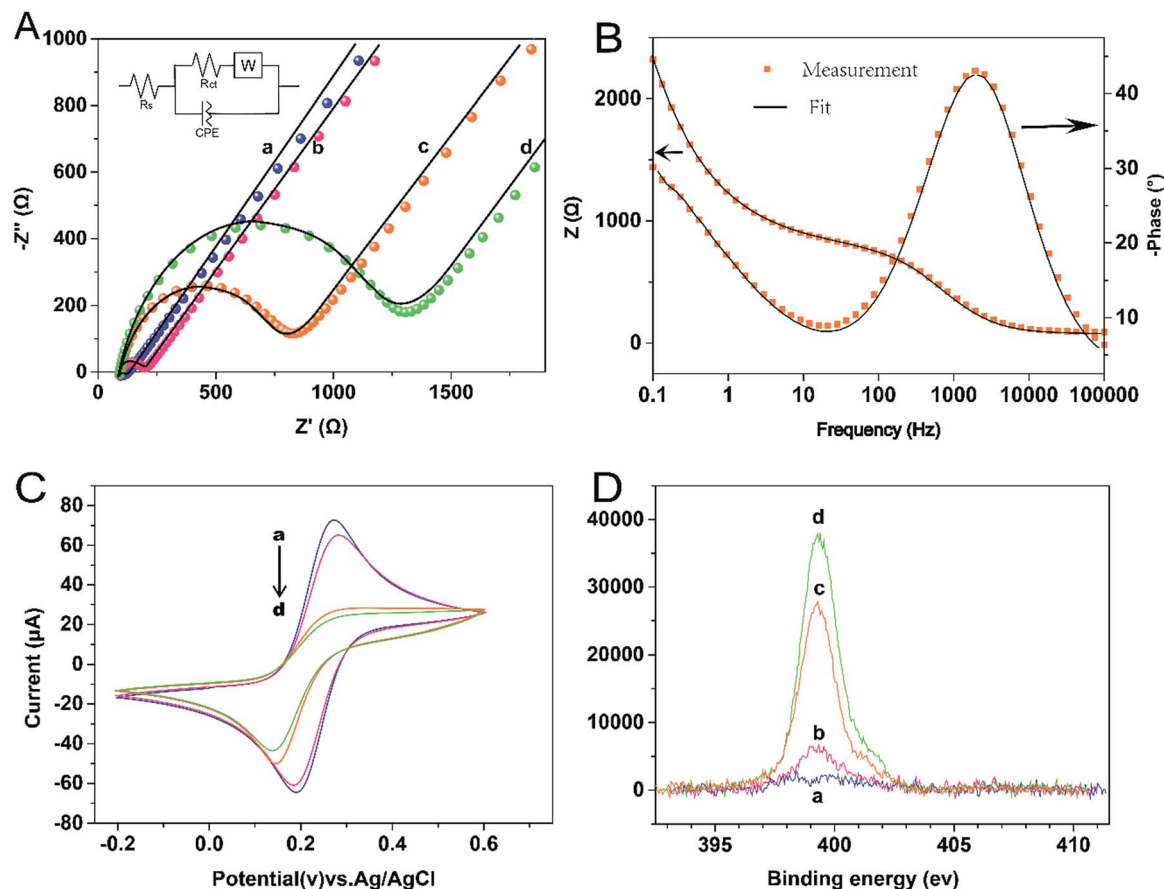 A
1000
800
600
400
200
0
-Z'' (Ω)
Rs
Rct
W
CPE
a
b
c
d
500
1000
1500
Z' (Ω)
B
2000
1000
0
Z (Ω)
Measurement
Fit
40
30
20
10
-Phase (°)
0.1
1
10
100
1000
10000
100000
Frequency (Hz)
C
80
60
40
20
0
-20
-40
-60
-80
Current (µA)
a
d
-0.2
0.0
0.2
0.4
0.6
Potential(v)vs.Ag/AgCl
D
40000
30000
20000
10000
0
d
c
b
a
395
400
405
410
Binding energy (ev)